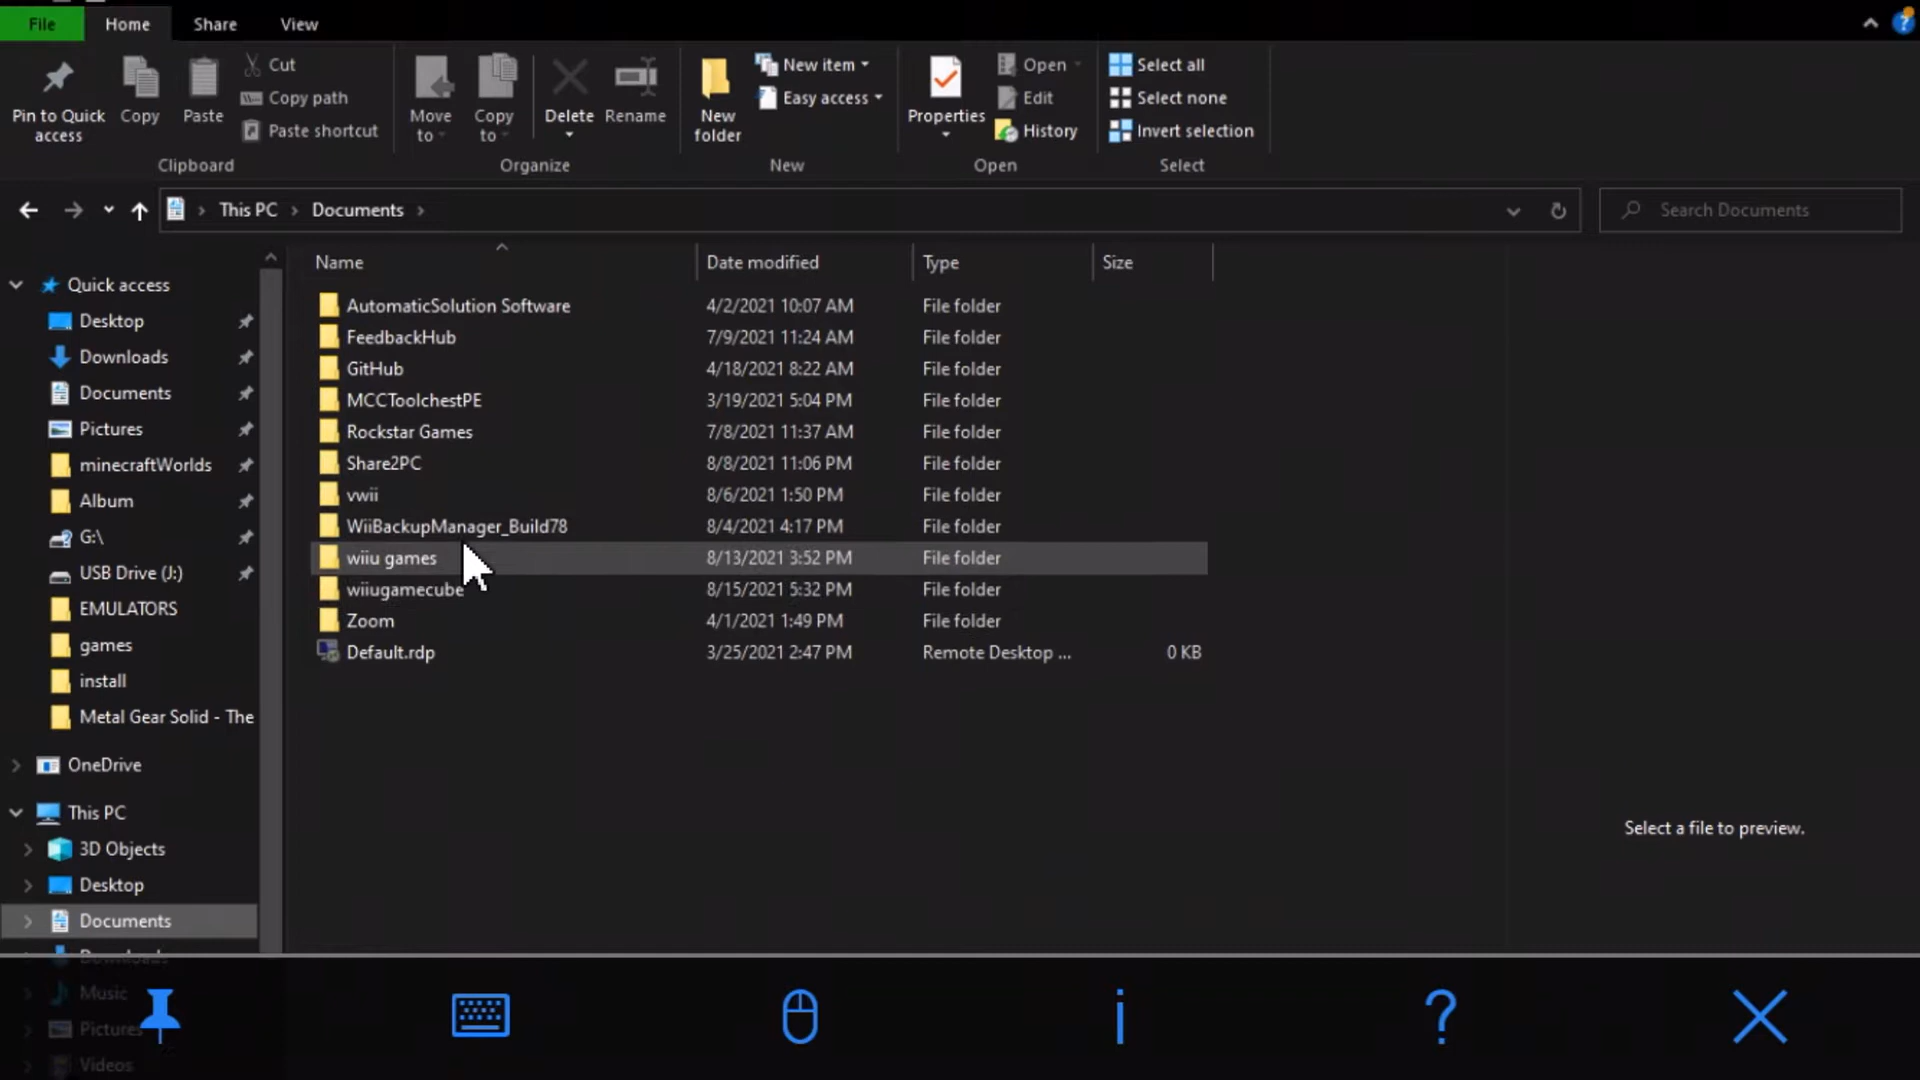 File
Home
Share
View
Pin to Quick access
Copy
Paste
Cut
Copy path
Paste shortcut
Clipboard
Move to
Copy to
Delete
Rename
Organize
New folder
New item
Easy access
New
Properties
Open
Edit
History
Open
Select all
Select none
Invert selection
Select
This PC
Documents
Search Documents
Name
Date modified
Type
Size
Quick access
Desktop
Downloads
Documents
Pictures
minecraftWorlds
Album
G:\
USB Drive (J:)
EMULATORS
games
install
Metal Gear Solid - The
OneDrive
This PC
3D Objects
Desktop
Documents
Downloads
Music
Pictures
Videos
AutomaticSolution Software 4/2/2021 10:07 AM File folder
FeedbackHub 7/9/2021 11:24 AM File folder
GitHub 4/18/2021 8:22 AM File folder
MCCToolchestPE 3/19/2021 5:04 PM File folder
Rockstar Games 7/8/2021 11:37 AM File folder
Share2PC 8/8/2021 11:06 PM File folder
vwii 8/6/2021 1:50 PM File folder
WiiBackupManager_Build78 8/4/2021 4:17 PM File folder
wiiu games 8/13/2021 3:52 PM File folder
wiiugamecube 8/15/2021 5:32 PM File folder
Zoom 4/1/2021 1:49 PM File folder
Default.rdp 3/25/2021 2:47 PM Remote Desktop ... 0 KB
Select a file to preview.